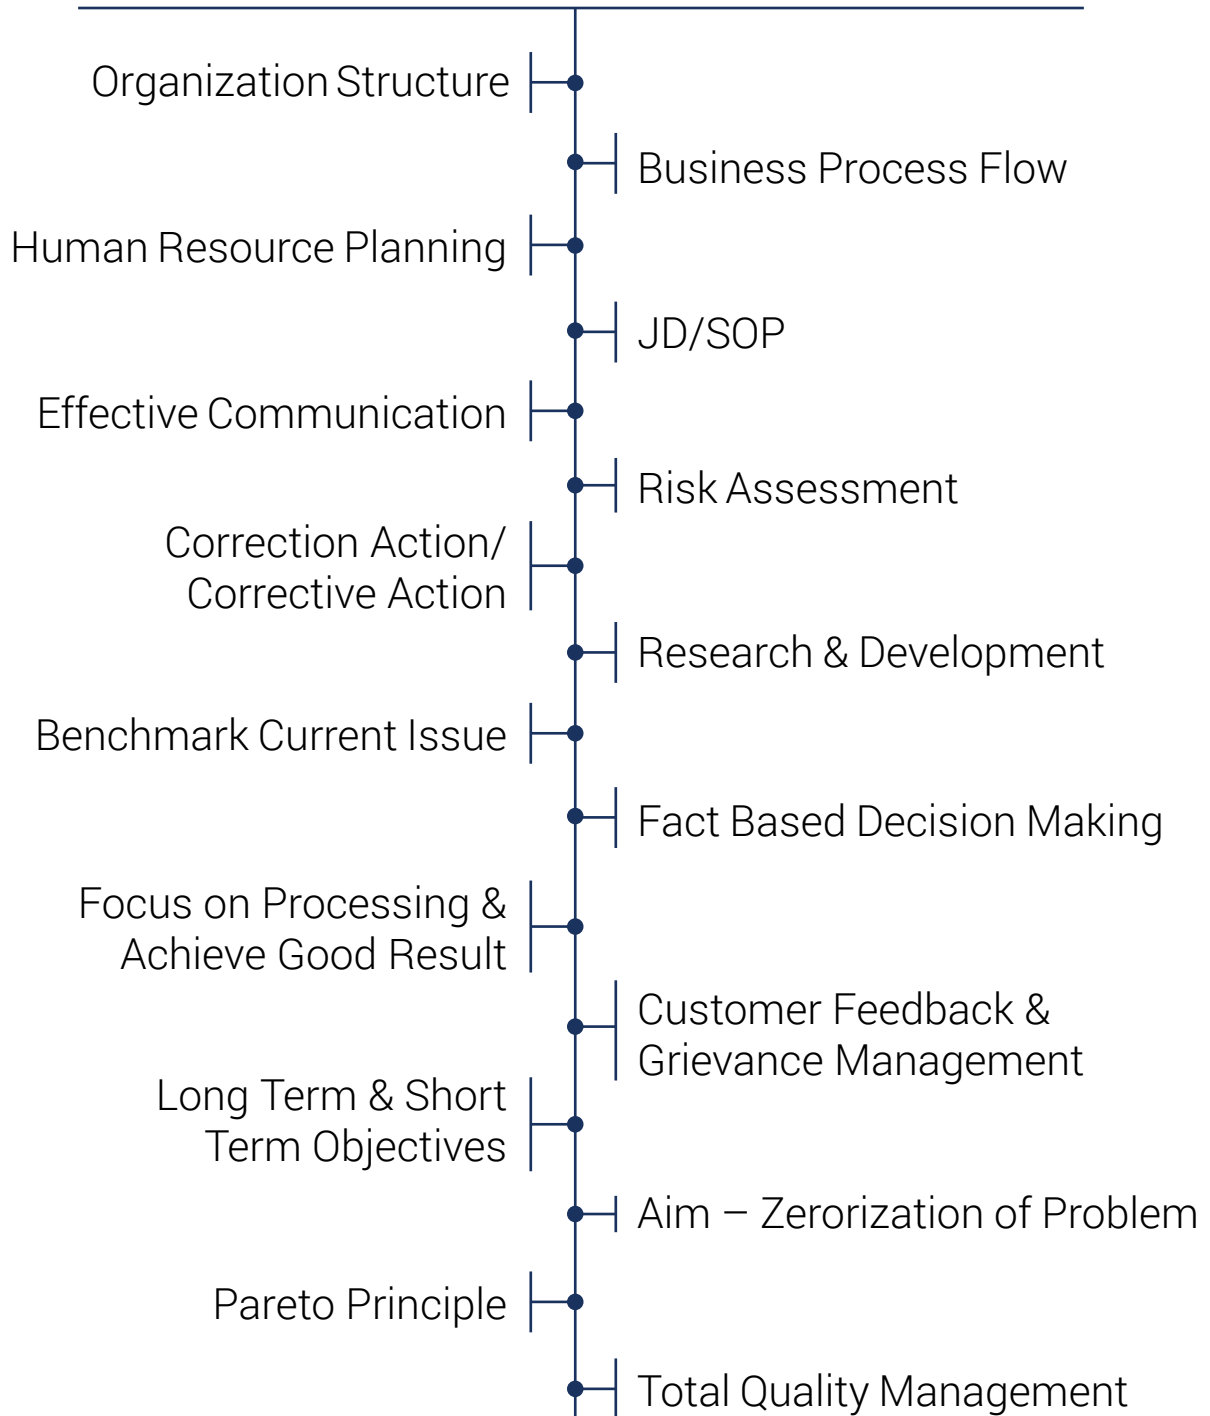 Organization Structure
Business Process Flow
Human Resource Planning
JD/SOP
Effective Communication
Risk Assessment
Correction Action/
Corrective Action
Research & Development
Benchmark Current Issue
Fact Based Decision Making
Focus on Processing &
Achieve Good Result
Customer Feedback &
Grievance Management
Long Term & Short
Term Objectives
Aim – Zerorization of Problem
Pareto Principle
Total Quality Management